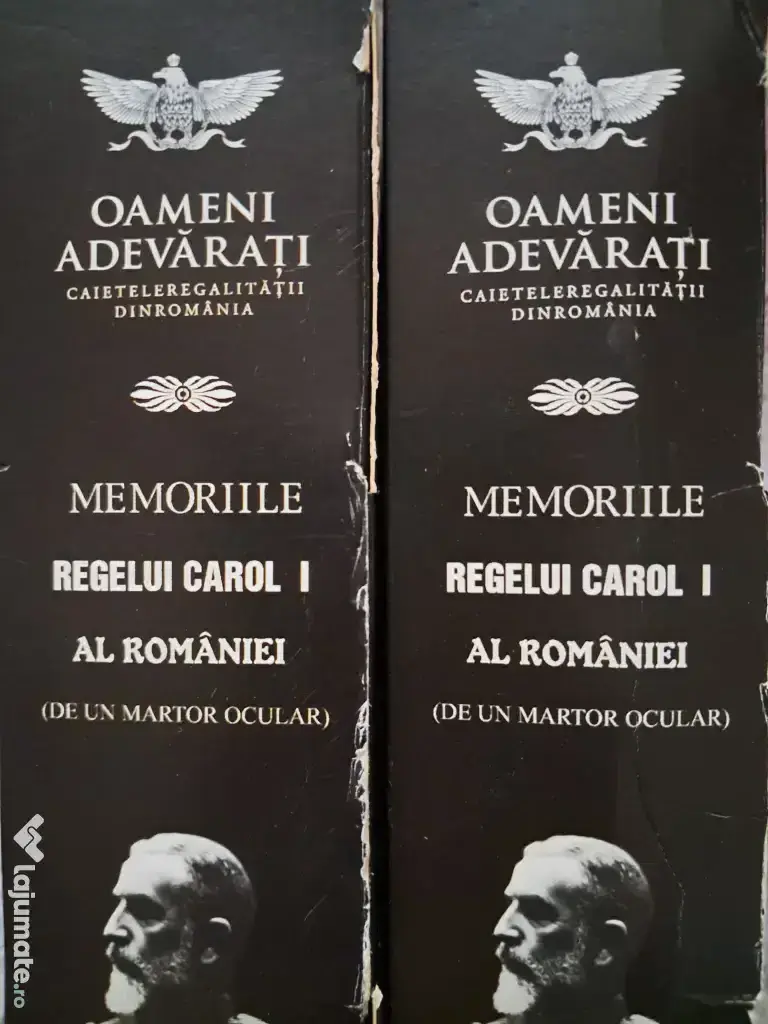 OAMENI
ADEVĂRAȚI
CAIETELEREGALITĂȚII
DINROMÂNIA
MEMORIILE
REGELUI CAROL I
AL ROMÂNIEI
(DE UN MARTOR OCULAR)
OAMENI
ADEVĂRAȚI
CAIETELEREGALITĂȚII
DINROMÂNIA
MEMORIILE
REGELUI CAROL I
AL ROMÂNIEI
(DE UN MARTOR OCULAR)
lajumate.ro